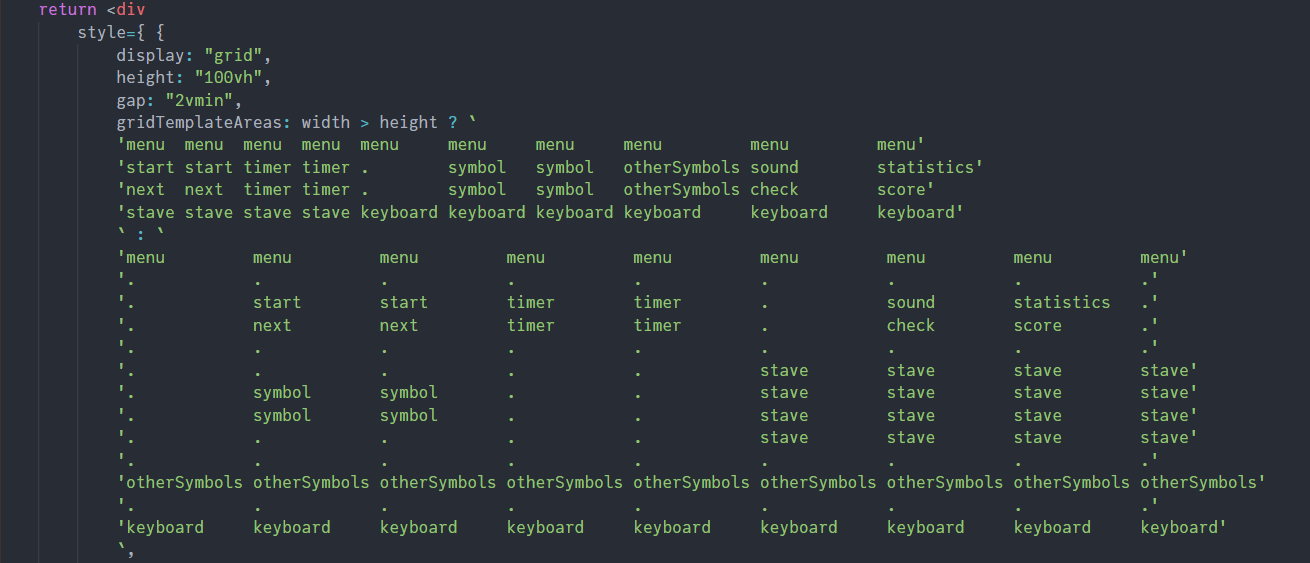 return <div
    style={ {
        display: "grid",
        height: "100vh",
        gap: "2vmin",
        gridTemplateAreas: width > height ? `
        'menu  menu  menu  menu  menu     menu     menu     menu         menu         menu'
        'start start timer timer .        symbol   symbol   otherSymbols sound        statistics'
        'next  next  timer timer .        symbol   symbol   otherSymbols check        score'
        'stave stave stave stave keyboard keyboard keyboard keyboard     keyboard     keyboard'
        ` : `
        'menu         menu         menu         menu         menu         menu         menu         menu         menu'
        '.            .            .            .            .            .            .            .            .'
        '.            start        start        timer        timer        .            sound        statistics   .'
        '.            next         next         timer        timer        .            check        score        .'
        '.            .            .            .            .            .            .            .            .'
        '.            .            .            .            .            stave        stave        stave        stave'
        '.            symbol       symbol       .            .            stave        stave        stave        stave'
        '.            symbol       symbol       .            .            stave        stave        stave        stave'
        '.            .            .            .            .            stave        stave        stave        stave'
        '.            .            .            .            .            .            .            .            .'
        'otherSymbols otherSymbols otherSymbols otherSymbols otherSymbols otherSymbols otherSymbols otherSymbols otherSymbols'
        '.            .            .            .            .            .            .            .            .'
        'keyboard     keyboard     keyboard     keyboard     keyboard     keyboard     keyboard     keyboard     keyboard'
        `,